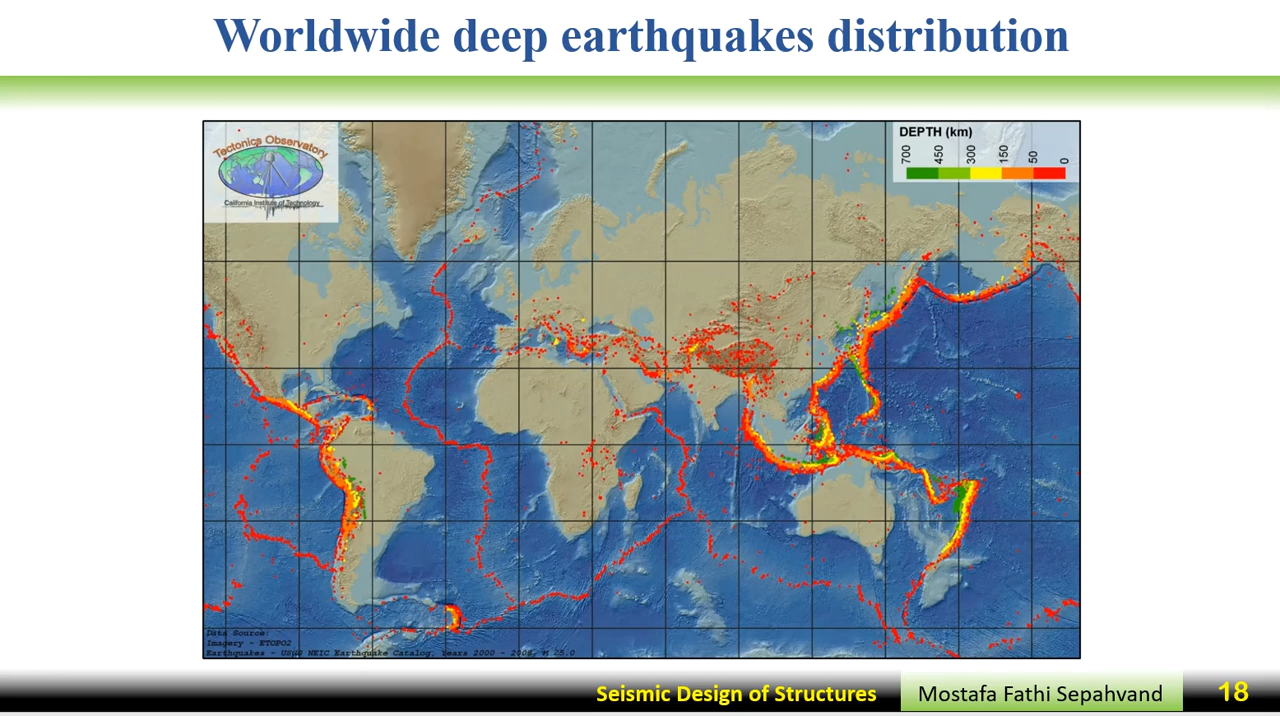 Worldwide deep earthquakes distribution
Tectonics Observatory
California Institute of Technology
DEPTH (km)
700 450 300 150 50 0
Data Source:
Imagery - ETOPO2
Earthquakes - USGS NEIC Earthquake Catalog, Years 2000 - 2008, M
Seismic Design of Structures
Mostafa Fathi Sepahvand
18